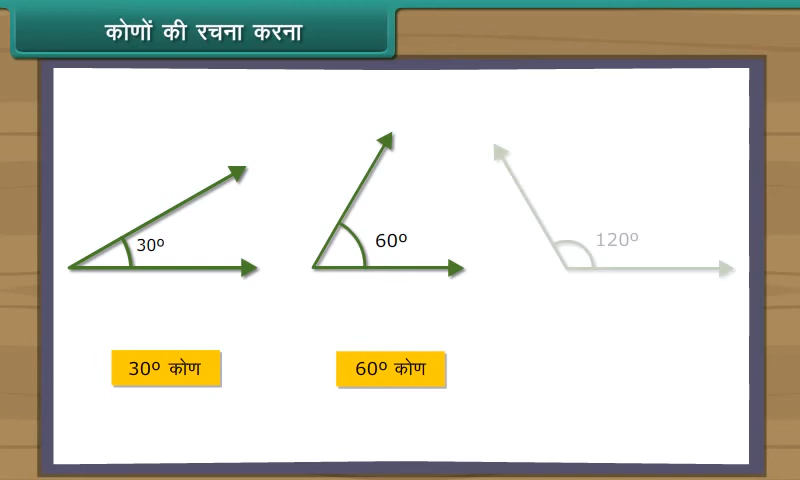 कोणों की रचना करना
30º
60º
120º
30º कोण
60º कोण